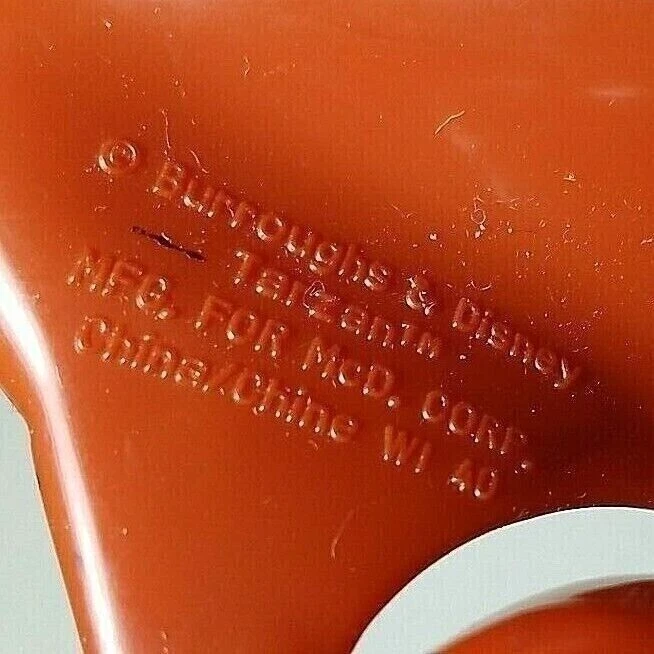 © Burroughs & Disney
Tarzan™
MFG. FOR McD. CORP.
China/Chine WI 40